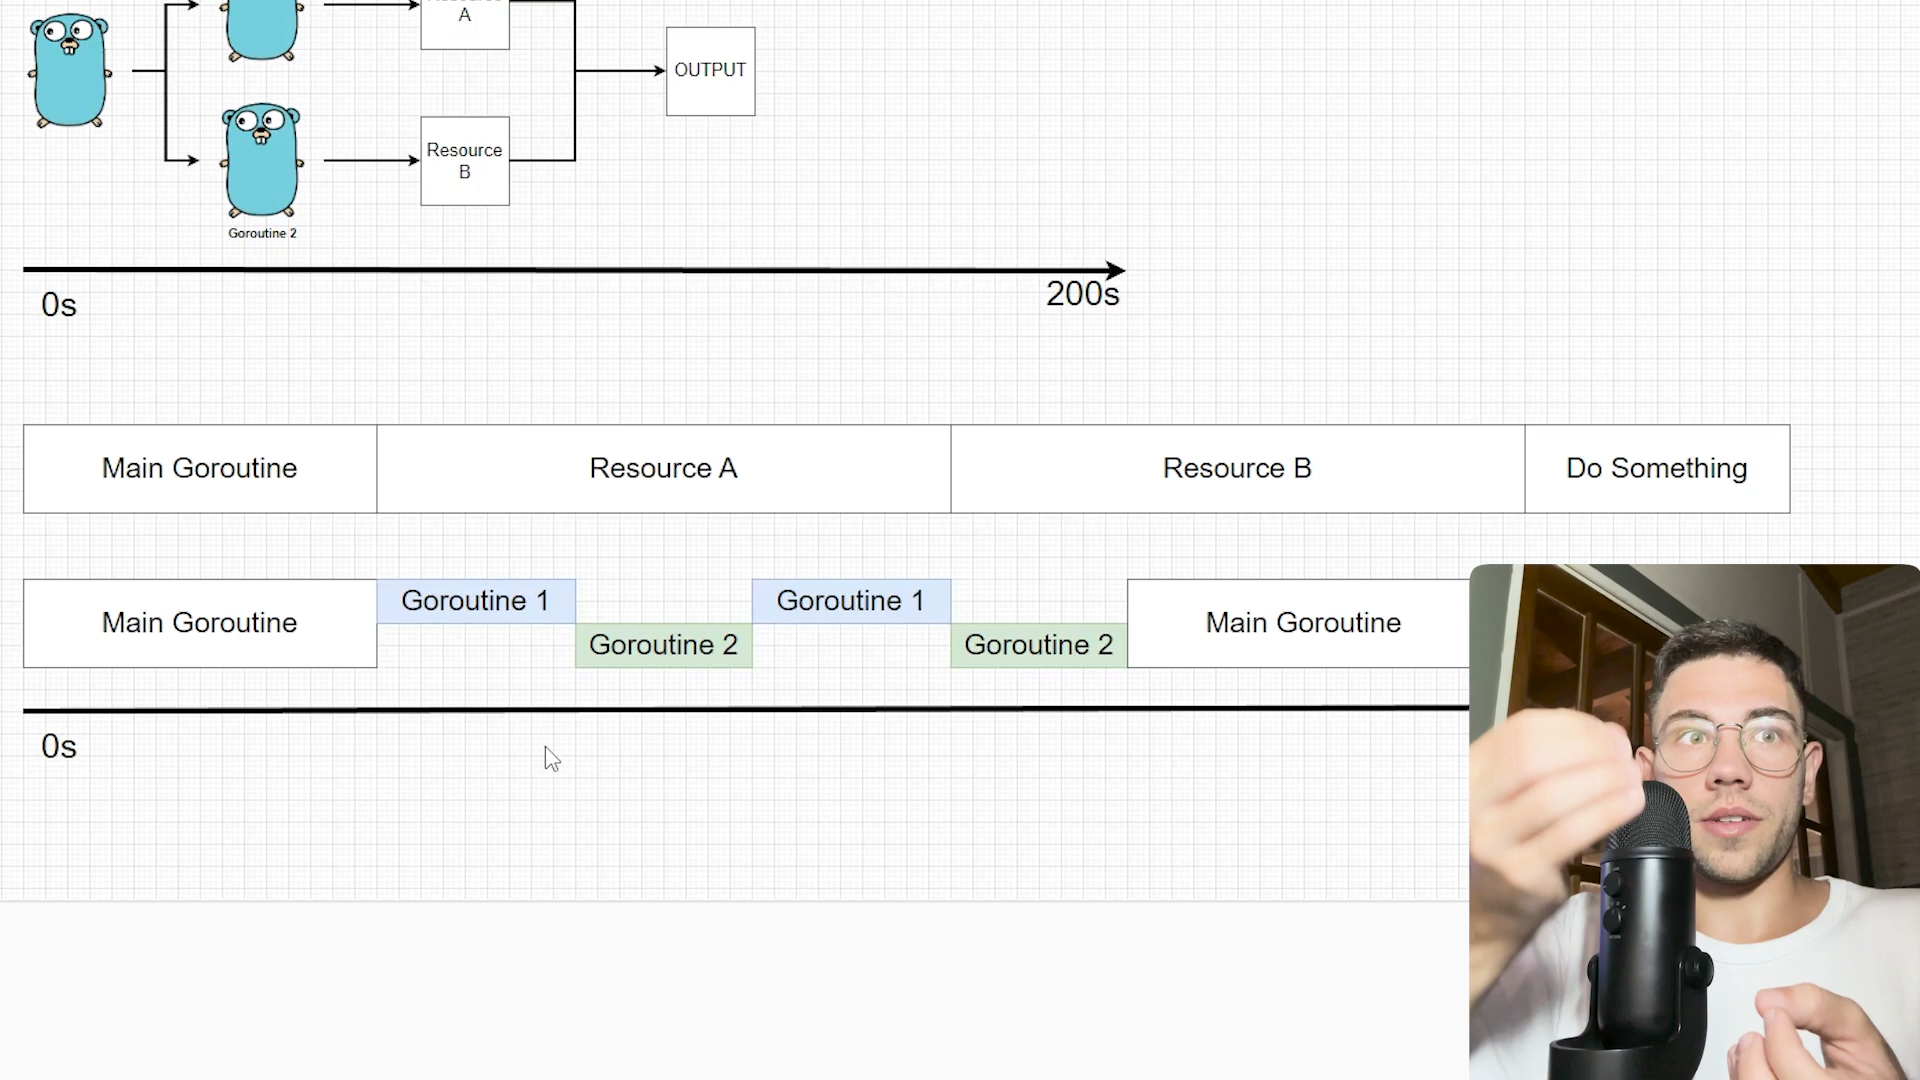 A
OUTPUT
Resource
B
Goroutine 2
0s
200s
Main Goroutine
Resource A
Resource B
Do Something
Main Goroutine
Goroutine 1
Goroutine 2
Goroutine 1
Goroutine 2
Main Goroutine
0s